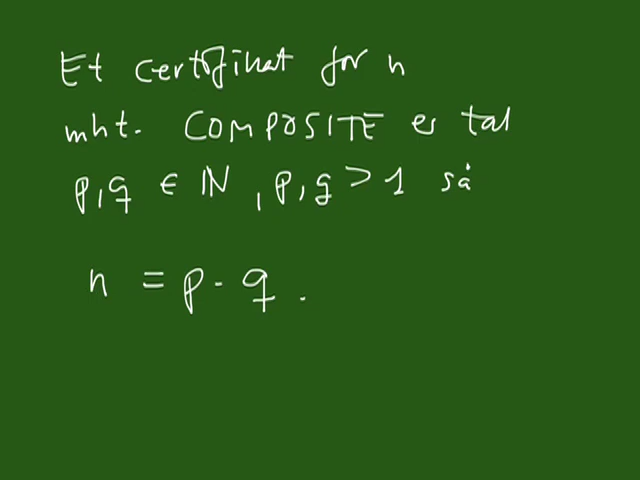 Et certifikat for n
mht. COMPOSITE er tal
p,q ∈ ℕ, p,q > 1 så
n = p · q.